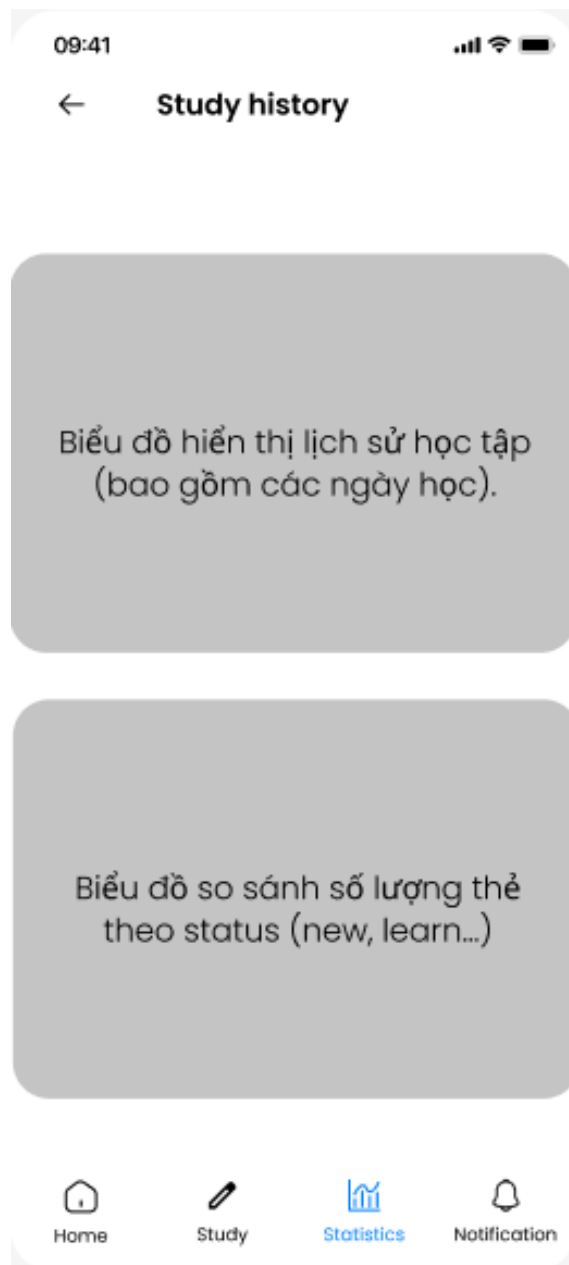 09:41
Study history
Biểu đồ hiển thị lịch sử học tập
(bao gồm các ngày học).
Biểu đồ so sánh số lượng thẻ
theo status (new, learn...)
Home
Study
Statistics
Notification